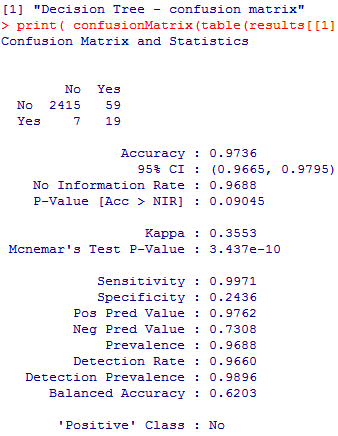 [1] "Decision Tree - confusion matrix"
> print( confusionMatrix(table(results[[1]
Confusion Matrix and Statistics
No Yes
No 2415 59
Yes 7 19
Accuracy : 0.9736
95% CI : (0.9665, 0.9795)
No Information Rate : 0.9688
P-Value [Acc > NIR] : 0.09045
Kappa : 0.3553
Mcnemar's Test P-Value : 3.437e-10
Sensitivity : 0.9971
Specificity : 0.2436
Pos Pred Value : 0.9762
Neg Pred Value : 0.7308
Prevalence : 0.9688
Detection Rate : 0.9660
Detection Prevalence : 0.9896
Balanced Accuracy : 0.6203
'Positive' Class : No